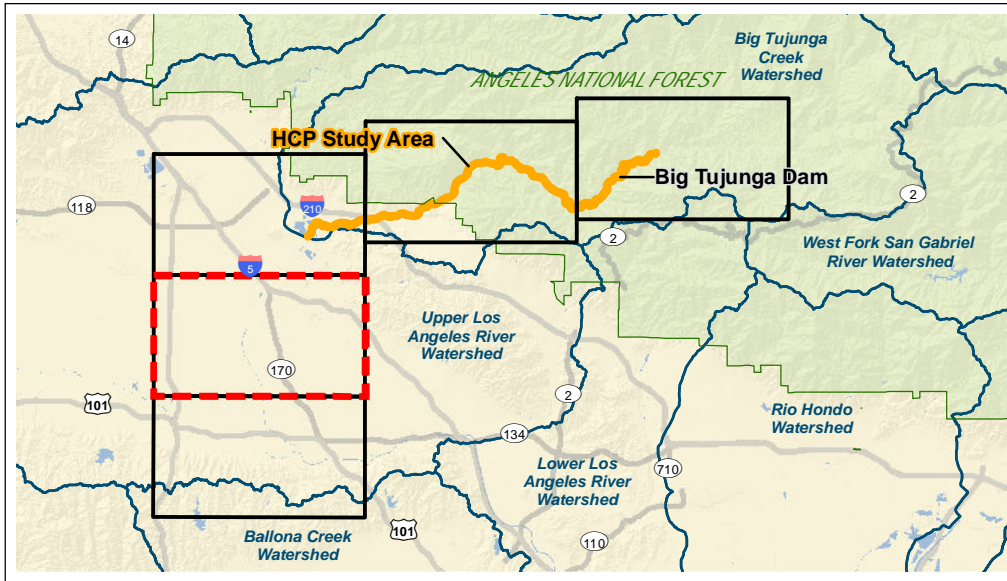 14
Big Tujunga
Creek
Watershed
ANGELES NATIONAL FOREST
HCP Study Area
Big Tujunga Dam
2
118
210
2
West Fork San Gabriel
River Watershed
5
Upper Los
Angeles River
Watershed
170
101
2
Rio Hondo
Watershed
134
710
Lower Los
Angeles River
Watershed
101
110
Ballona Creek
Watershed